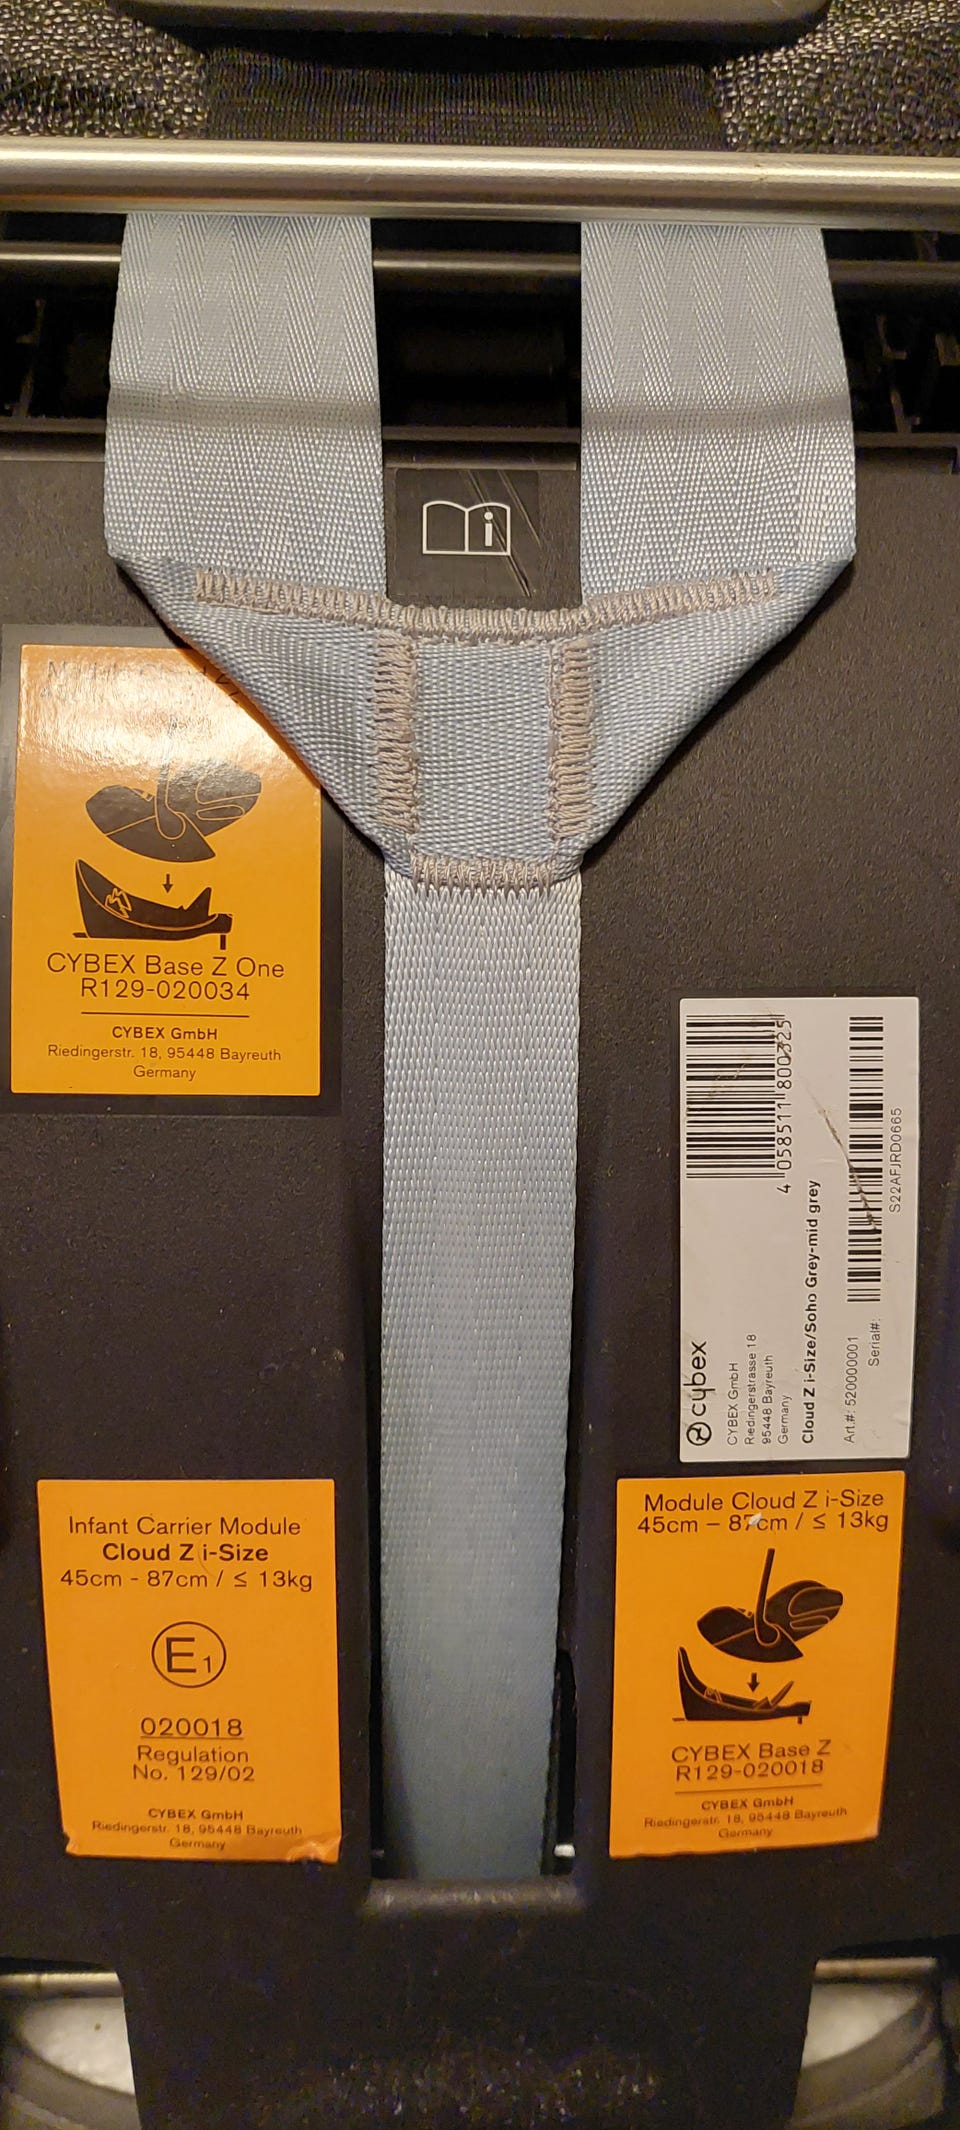 i
CYBEX Base Z One
R129-020034
CYBEX GmbH
Riedingerstr. 18, 95448 Bayreuth
Germany
cybex
CYBEX GmbH
Riedingerstrasse 18
95448 Bayreuth
Germany
4 058511 800325
Cloud Z i-Size/Soho Grey-mid grey
Art.#: 520000001
Serial#:
S22AFJRD0665
Infant Carrier Module
Cloud Z i-Size
45cm - 87cm / ≤ 13kg
E1
020018
Regulation
No. 129/02
CYBEX GmbH
Riedingerstr. 18, 95448 Bayreuth
Germany
Module Cloud Z i-Size
45cm – 87cm / ≤ 13kg
CYBEX Base Z
R129-020018
CYBEX GmbH
Riedingerstr. 18, 95448 Bayreuth
Germany